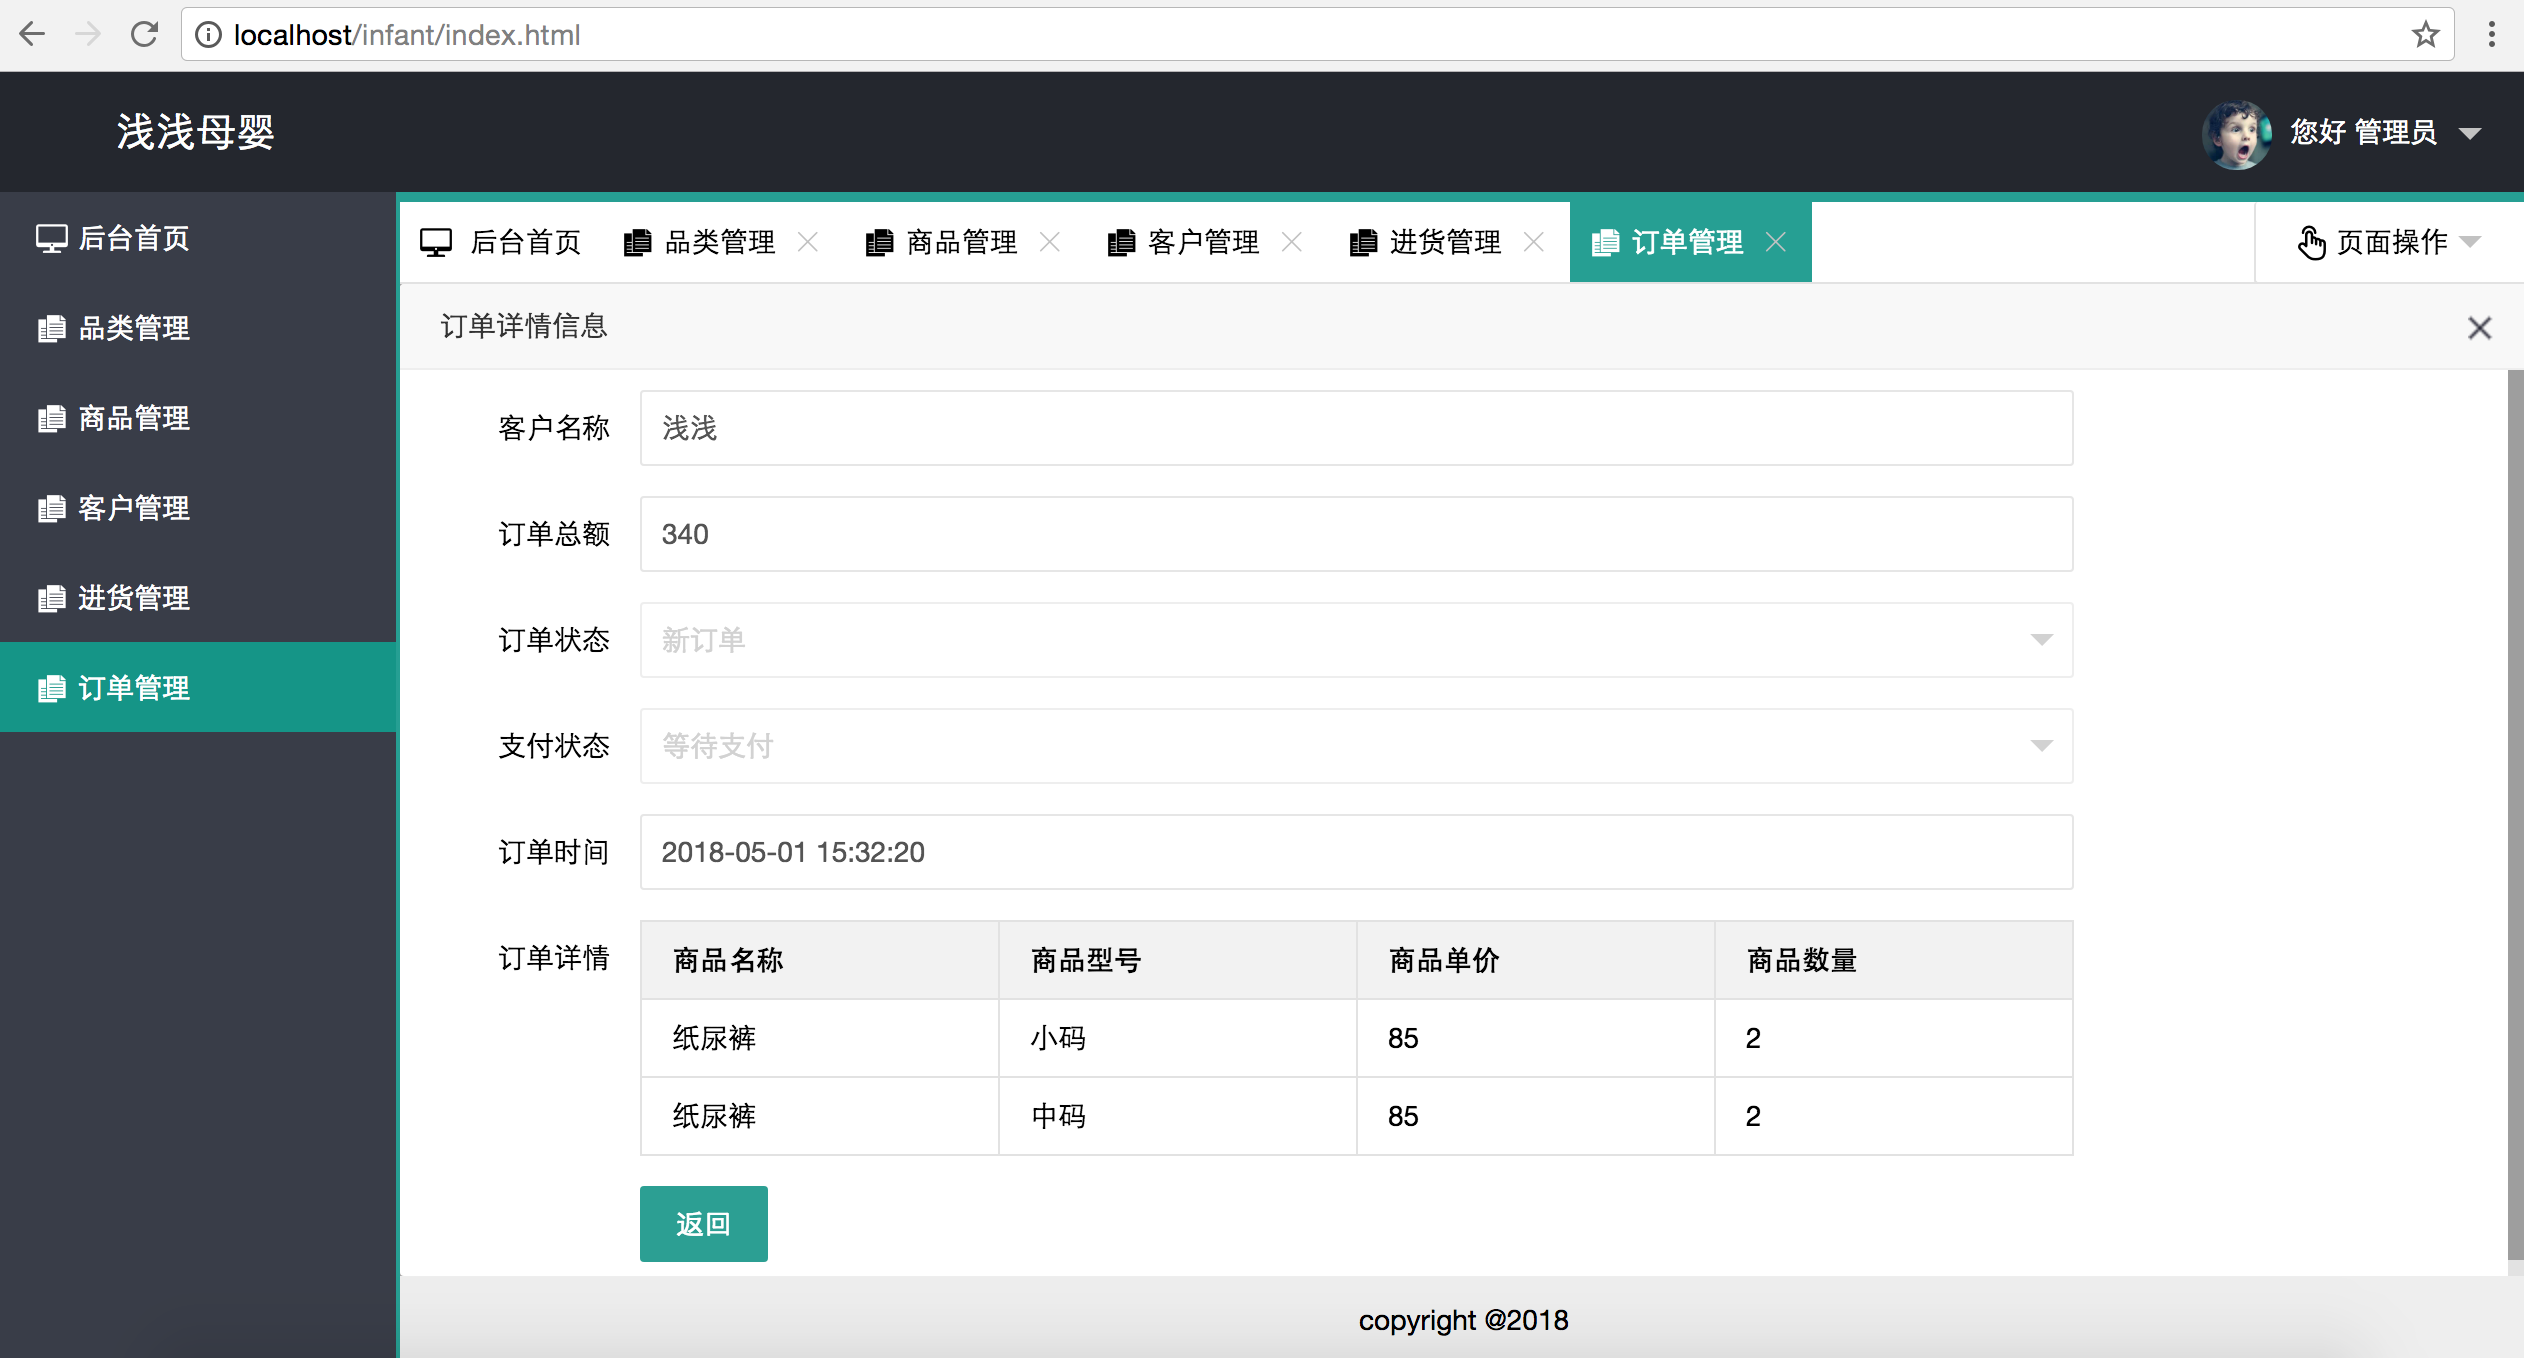 localhost/infant/index.html
浅浅母婴
您好 管理员
后台首页
品类管理
商品管理
客户管理
进货管理
订单管理
后台首页 品类管理 商品管理 客户管理 进货管理 订单管理 页面操作
订单详情信息
客户名称 浅浅
订单总额 340
订单状态 新订单
支付状态 等待支付
订单时间 2018-05-01 15:32:20
订单详情 商品名称 商品型号 商品单价 商品数量
纸尿裤 小码 85 2
纸尿裤 中码 85 2
返回
copyright @2018